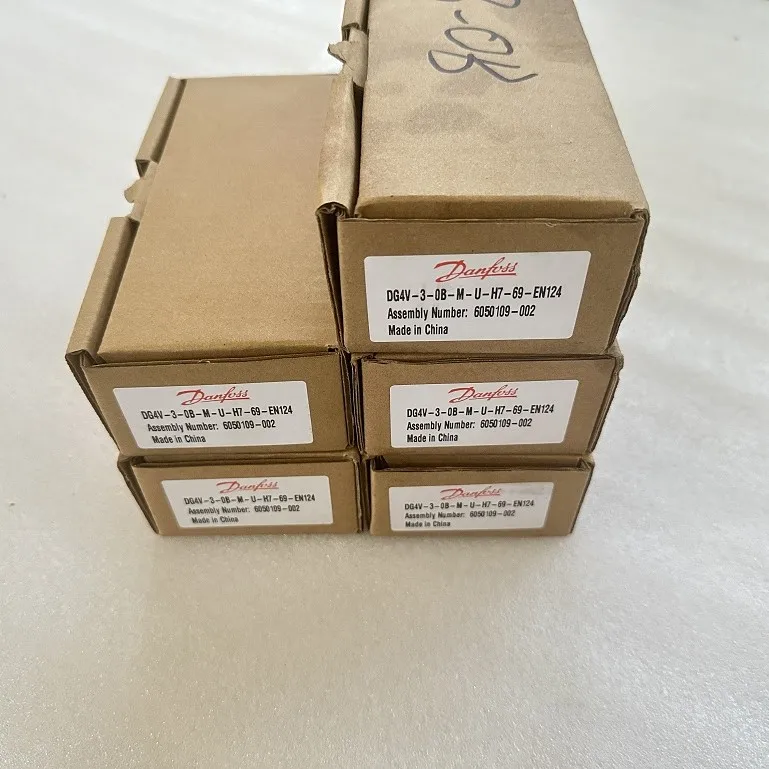 Danfoss
DG4V-3-0B-M-U-H7-69-EN124
Assembly Number: 6050109-002
Made in China
Danfoss
DG4V-3-0B-M-U-H7-69-EN124
Assembly Number: 6050109-002
Made in China
Danfoss
DG4V-3-0B-M-U-H7-69-EN124
Assembly Number: 6050109-002
Made in China
Danfoss
DG4V-3-0B-M-U-H7-69-EN124
Assembly Number: 6050109-002
Made in China
Danfoss
DG4V-3-0B-M-U-H7-69-EN124
Assembly Number: 6050109-002
Made in China